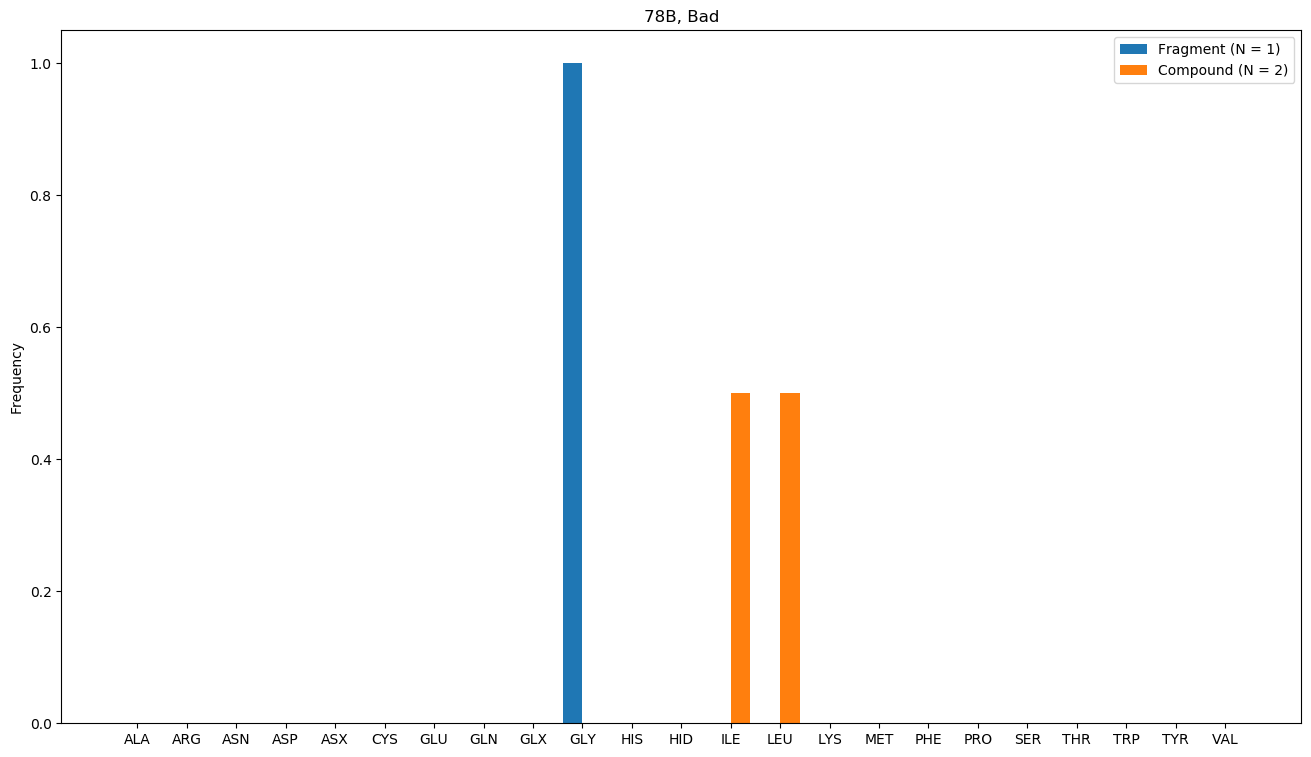 78B, Bad
Fragment (N = 1)
Compound (N = 2)
Frequency
1.0
0.8
0.6
0.4
0.2
0.0
ALA ARG ASN ASP ASX CYS GLU GLN GLX GLY HIS HID ILE LEU LYS MET PHE PRO SER THR TRP TYR VAL